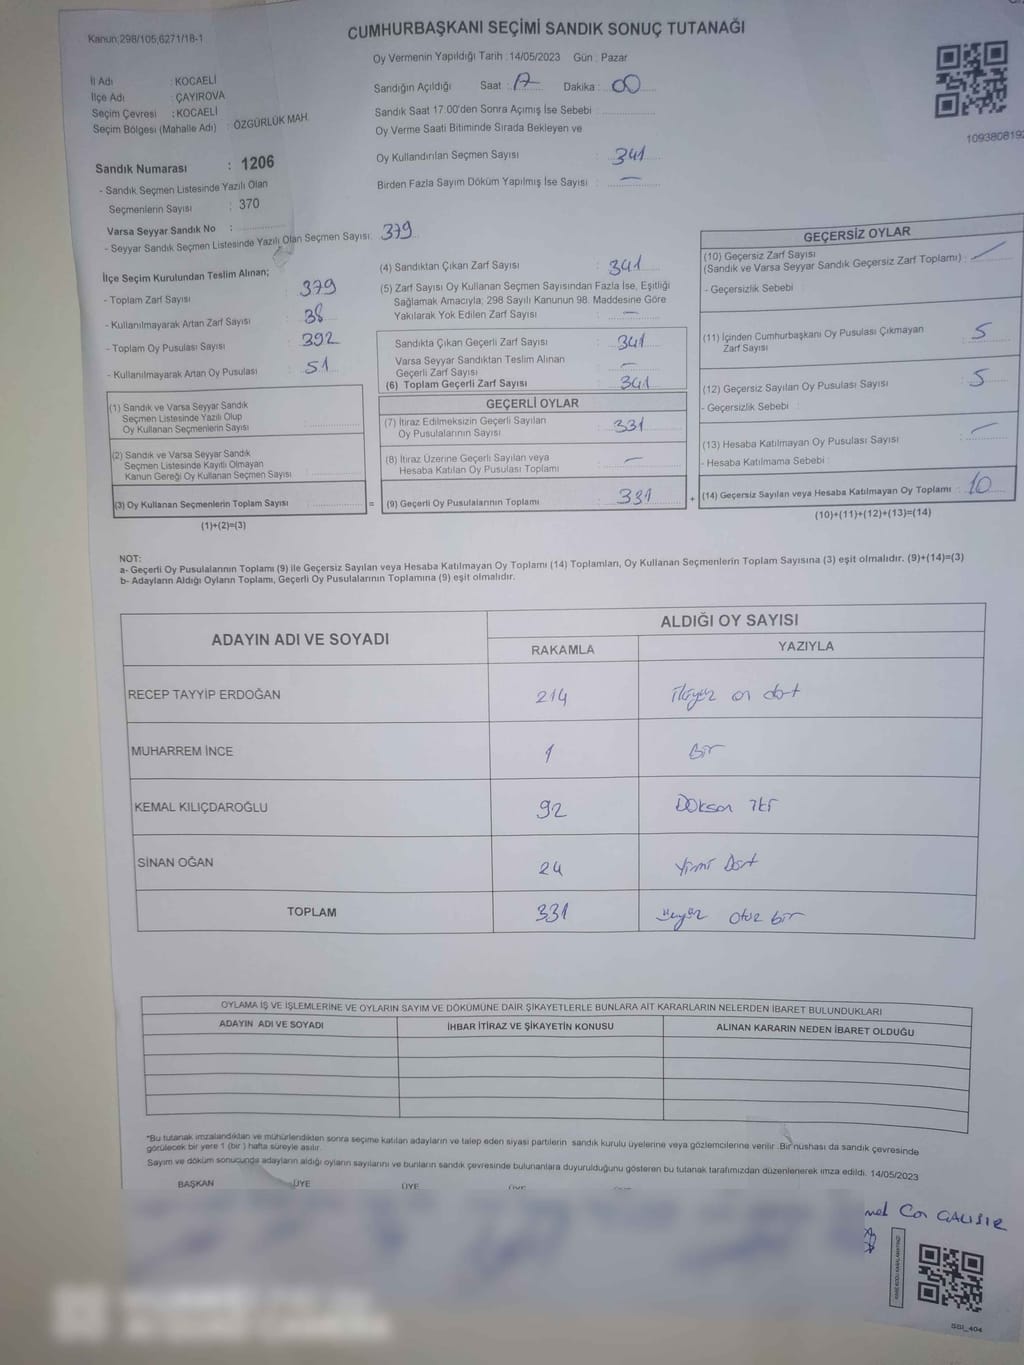 Kanun;298/105,6271/18-1
CUMHURBAŞKANI SEÇİMİ SANDIK SONUÇ TUTANAĞI
Oy Vermenin Yapıldığı Tarih : 14/05/2023 Gün : Pazar
İl Adı : KOCAELİ
İlçe Adı : ÇAYIROVA
Seçim Çevresi : KOCAELİ
Seçim Bölgesi (Mahalle Adı) : ÖZGÜRLÜK MAH.
Sandığın Açıldığı Saat : 17 Dakika : 00
Sandık Saat 17.00'den Sonra Açımış İse Sebebi :
Oy Verme Saati Bitiminde Sırada Bekleyen ve
Oy Kullandırılan Seçmen Sayısı : 341
Birden Fazla Sayım Döküm Yapılmış İse Sayısı : —
1093808192
Sandık Numarası : 1206
- Sandık Seçmen Listesinde Yazılı Olan
Seçmenlerin Sayısı : 370
Varsa Seyyar Sandık No :
- Seyyar Sandık Seçmen Listesinde Yazılı Olan Seçmen Sayısı: 379
İlçe Seçim Kurulundan Teslim Alınan;
- Toplam Zarf Sayısı : 379
- Kullanılmayarak Artan Zarf Sayısı : 38
- Toplam Oy Pusulası Sayısı : 392
- Kullanılmayarak Artan Oy Pusulası : 51
(1) Sandık ve Varsa Seyyar Sandık
Seçmen Listesinde Yazılı Olup
Oy Kullanan Seçmenlerin Sayısı :
(2) Sandık ve Varsa Seyyar Sandık
Seçmen Listesinde Kayıtlı Olmayan
Kanun Gereği Oy Kullanan Seçmen Sayısı :
(3) Oy Kullanan Seçmenlerin Toplam Sayısı : =
(1)+(2)=(3)
(4) Sandıktan Çıkan Zarf Sayısı : 341
(5) Zarf Sayısı Oy Kullanan Seçmen Sayısından Fazla İse, Eşitliği
Sağlamak Amacıyla; 298 Sayılı Kanunun 98. Maddesine Göre
Yakılarak Yok Edilen Zarf Sayısı : —
Sandıkta Çıkan Geçerli Zarf Sayısı : 341
Varsa Seyyar Sandıktan Teslim Alınan
Geçerli Zarf Sayısı : —
(6) Toplam Geçerli Zarf Sayısı : 341
GEÇERLİ OYLAR
(7) İtiraz Edilmeksizin Geçerli Sayılan
Oy Pusulalarının Sayısı : 331
(8) İtiraz Üzerine Geçerli Sayılan veya
Hesaba Katılan Oy Pusulası Toplamı : —
(9) Geçerli Oy Pusulalarının Toplamı : 331 +
GEÇERSİZ OYLAR
(10) Geçersiz Zarf Sayısı
(Sandık ve Varsa Seyyar Sandık Geçersiz Zarf Toplamı) : —
- Geçersizlik Sebebi :
(11) İçinden Cumhurbaşkanı Oy Pusulası Çıkmayan
Zarf Sayısı : 5
(12) Geçersiz Sayılan Oy Pusulası Sayısı : 5
- Geçersizlik Sebebi :
(13) Hesaba Katılmayan Oy Pusulası Sayısı : —
- Hesaba Katılmama Sebebi :
(14) Geçersiz Sayılan veya Hesaba Katılmayan Oy Toplamı : 10
(10)+(11)+(12)+(13)=(14)
NOT:
a- Geçerli Oy Pusulalarının Toplamı (9) ile Geçersiz Sayılan veya Hesaba Katılmayan Oy Toplamı (14) Toplamları, Oy Kullanan Seçmenlerin Toplam Sayısına (3) eşit olmalıdır. (9)+(14)=(3)
b- Adayların Aldığı Oyların Toplamı, Geçerli Oy Pusulalarının Toplamına (9) eşit olmalıdır.
ADAYIN ADI VE SOYADI
ALDIĞI OY SAYISI
RAKAMLA YAZIYLA
RECEP TAYYİP ERDOĞAN 214 ikiyüz on dört
MUHARREM İNCE 1 Bir
KEMAL KILIÇDAROĞLU 92 Doksan iki
SİNAN OĞAN 24 Yirmi Dört
TOPLAM 331 üçyüz otuz bir
OYLAMA İŞ VE İŞLEMLERİNE VE OYLARIN SAYIM VE DÖKÜMÜNE DAİR ŞİKAYETLERLE BUNLARA AİT KARARLARIN NELERDEN İBARET BULUNDUKLARI
ADAYIN ADI VE SOYADI İHBAR İTİRAZ VE ŞİKAYETİN KONUSU ALINAN KARARIN NEDEN İBARET OLDUĞU
*Bu tutanak imzalandıktan ve mühürlendikten sonra seçime katılan adayların ve talep eden siyasi partilerin sandık kurulu üyelerine veya gözlemcilerine verilir. Bir nüshası da sandık çevresinde
görülecek bir yere 1 (bir) hafta süreyle asılır.
Sayım ve döküm sonucunda adayların aldığı oyların sayılarını ve bunların sandık çevresinde bulunanlara duyurulduğunu gösteren bu tutanak tarafımızdan düzenlenerek imza edildi. 14/05/2023
BAŞKAN ÜYE ÜYE ÜYE
Can ÇALIŞIR
SSI_404